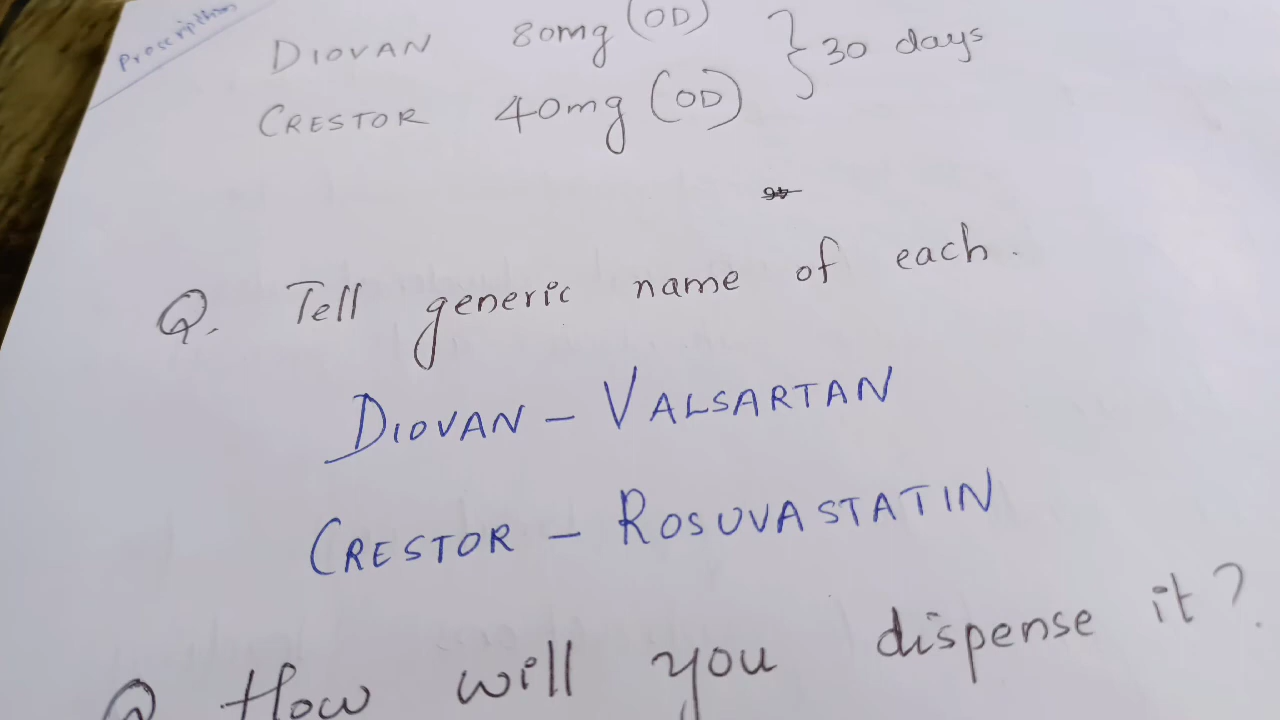 Prescription
DIOVAN 80mg (OD) } 30 days
CRESTOR 40mg (OD)
Q. Tell generic name of each.
DIOVAN – VALSARTAN
CRESTOR – ROSUVASTATIN
Q How will you dispense it?